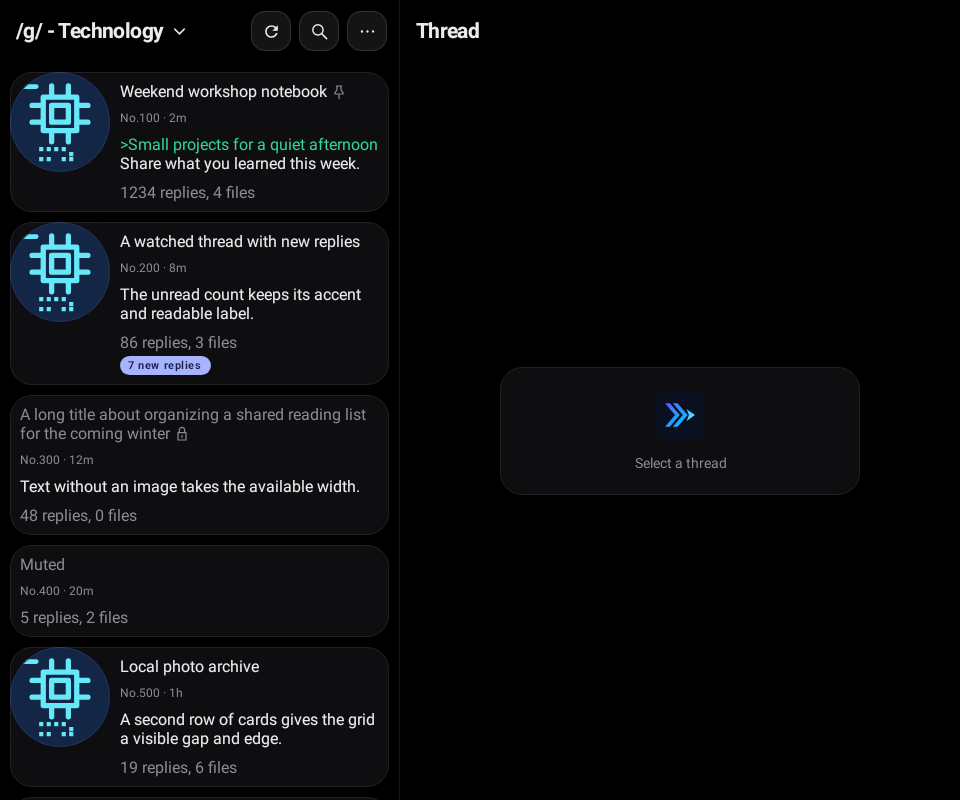 /g/ - Technology
Thread
Weekend workshop notebook
No.100 · 2m
>Small projects for a quiet afternoon
Share what you learned this week.
1234 replies, 4 files
A watched thread with new replies
No.200 · 8m
The unread count keeps its accent
and readable label.
86 replies, 3 files
7 new replies
A long title about organizing a shared reading list
for the coming winter
No.300 · 12m
Text without an image takes the available width.
48 replies, 0 files
Muted
No.400 · 20m
5 replies, 2 files
Local photo archive
No.500 · 1h
A second row of cards gives the grid
a visible gap and edge.
19 replies, 6 files
Select a thread